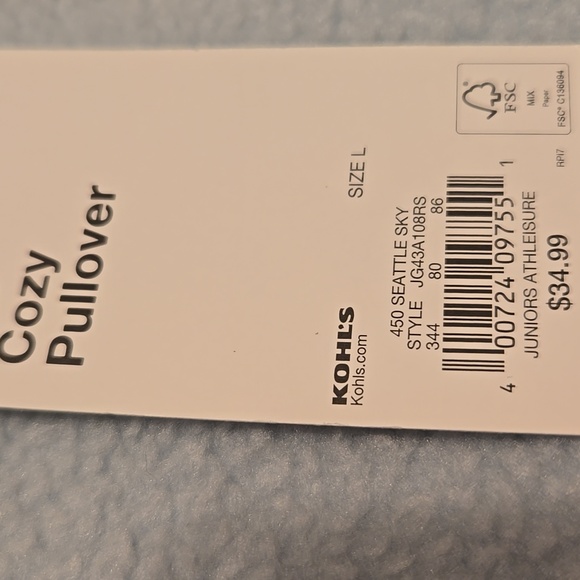 Cozy
Pullover
SIZE L
KOHL'S
Kohls.com
450 SEATTLE SKY
STYLE JG43A108RS
344 80 86
4 00724 09755 1
JUNIORS ATHLEISURE
$34.99
FSC
MIX
Paper
FSC® C136094
RPI7